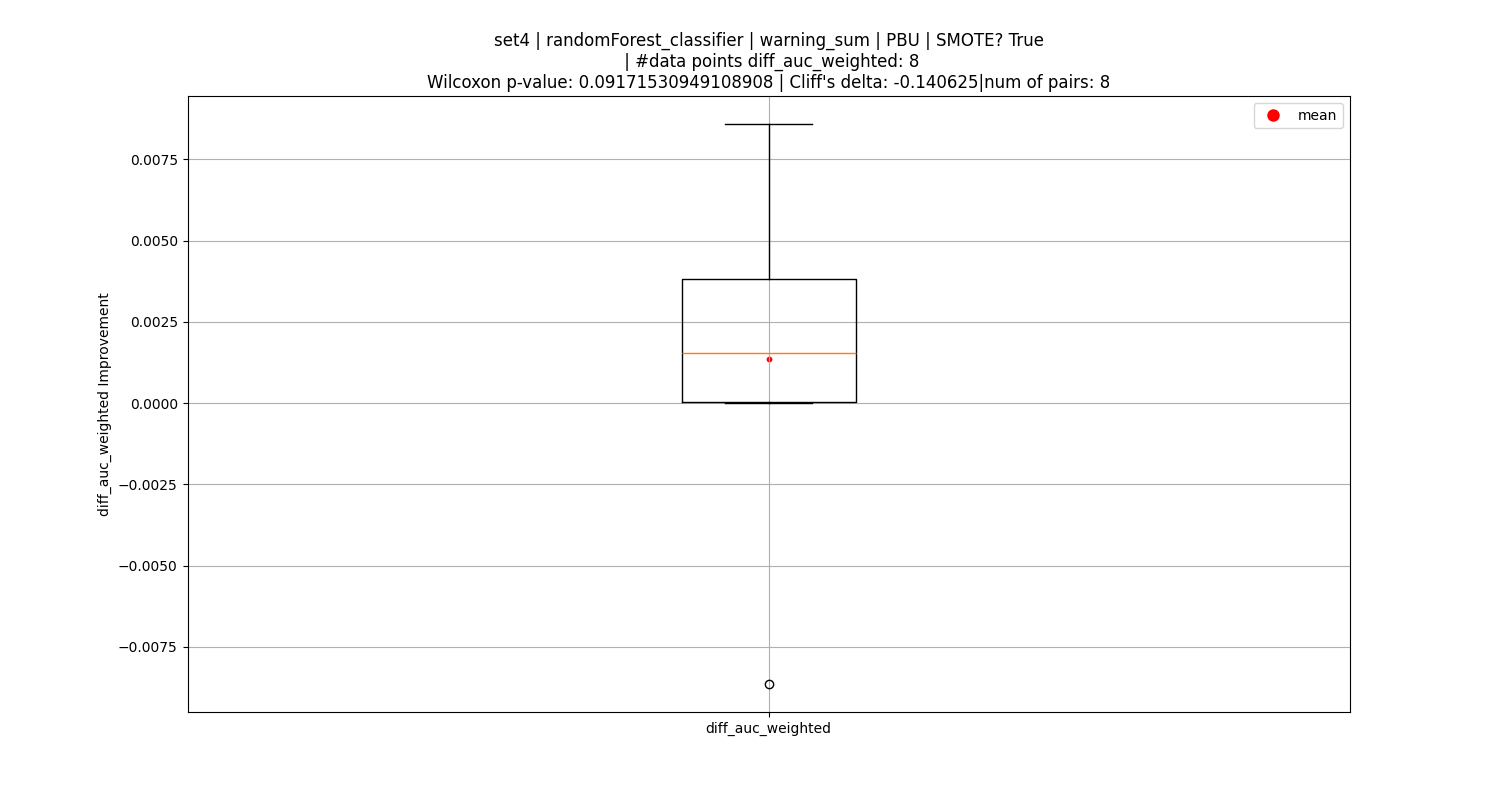 set4 | randomForest_classifier | warning_sum | PBU | SMOTE? True
| #data points diff_auc_weighted: 8
Wilcoxon p-value: 0.09171530949108908 | Cliff's delta: -0.140625|num of pairs: 8
mean
0.0075
0.0050
0.0025
0.0000
−0.0025
−0.0050
−0.0075
diff_auc_weighted Improvement
diff_auc_weighted